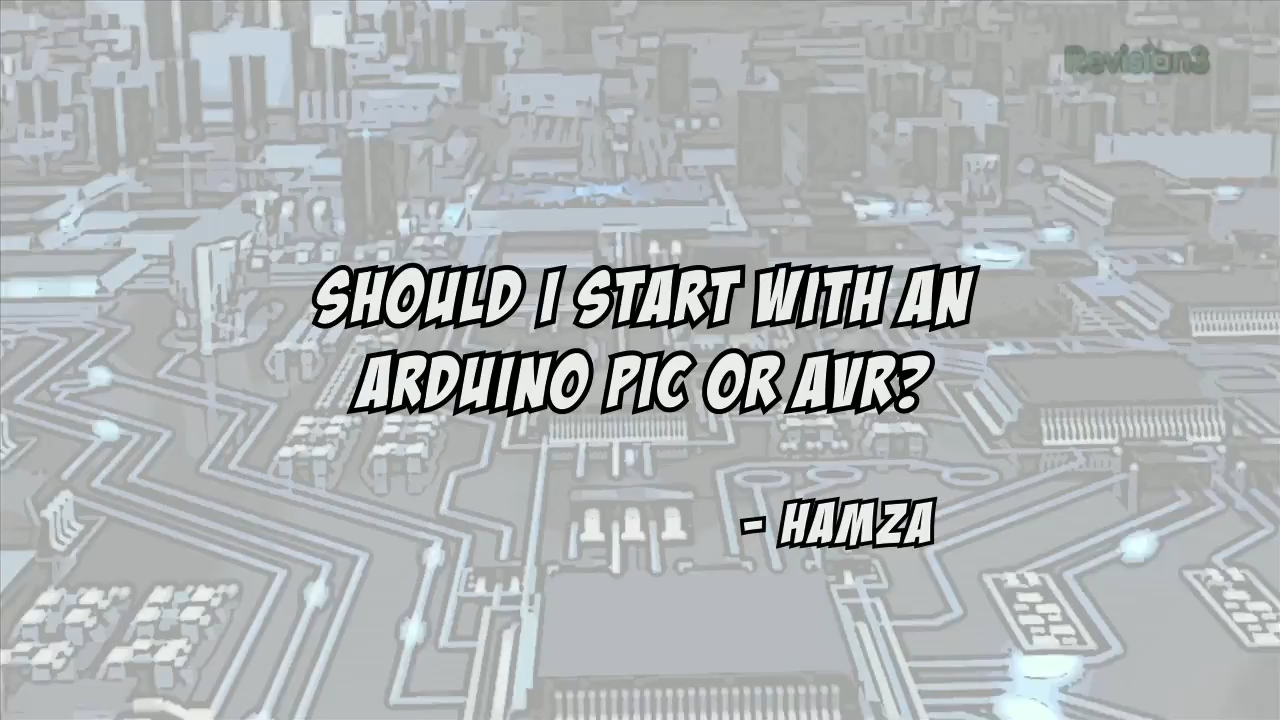 Revision3
SHOULD I START WITH AN
ARDUINO PIC OR AVR?
- HAMZA